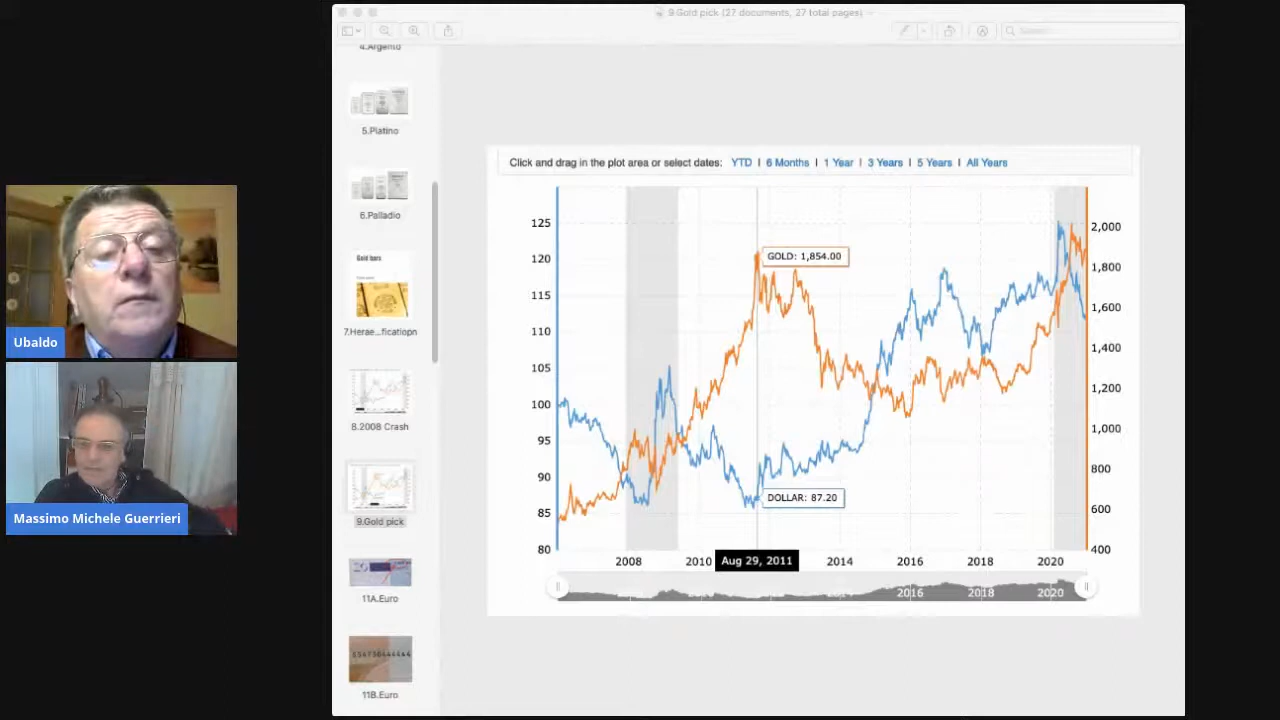 9.Gold pick (27 documents, 27 total pages)
Search
4.Argento
5.Platino
6.Palladio
Gold bars
7.Herae...ficatiopn
8.2008 Crash
9.Gold pick
11A.Euro
11B.Euro
Click and drag in the plot area or select dates: YTD | 6 Months | 1 Year | 3 Years | 5 Years | All Years
125
120
115
110
105
100
95
90
85
80
2,000
1,800
1,600
1,400
1,200
1,000
800
600
400
GOLD: 1,854.00
DOLLAR: 87.20
2008
2010
Aug 29, 2011
2014
2016
2018
2020
2016
2018
2020
Ubaldo
Massimo Michele Guerrieri